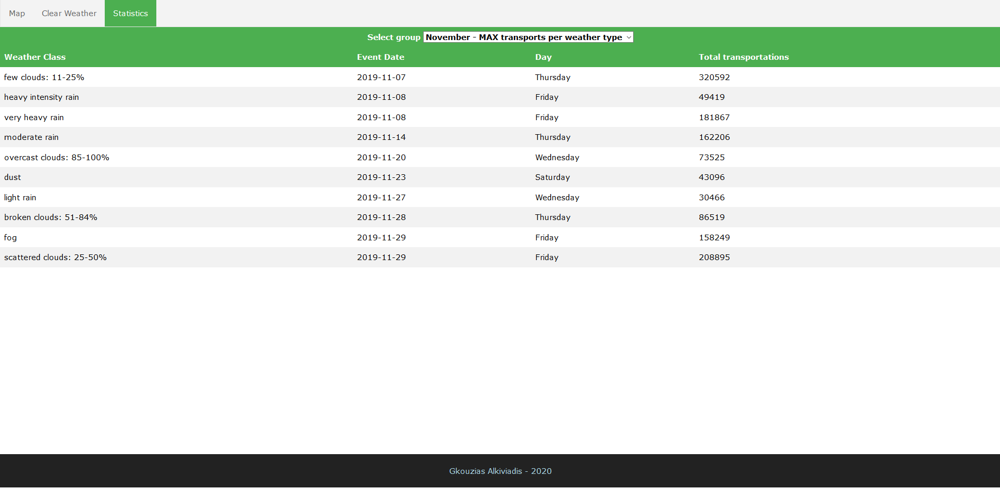 Map Clear Weather Statistics
Select group November - MAX transports per weather type
Weather Class Event Date Day Total transportations
few clouds: 11-25% 2019-11-07 Thursday 320592
heavy intensity rain 2019-11-08 Friday 49419
very heavy rain 2019-11-08 Friday 181867
moderate rain 2019-11-14 Thursday 162206
overcast clouds: 85-100% 2019-11-20 Wednesday 73525
dust 2019-11-23 Saturday 43096
light rain 2019-11-27 Wednesday 30466
broken clouds: 51-84% 2019-11-28 Thursday 86519
fog 2019-11-29 Friday 158249
scattered clouds: 25-50% 2019-11-29 Friday 208895
Gkouzias Alkiviadis - 2020